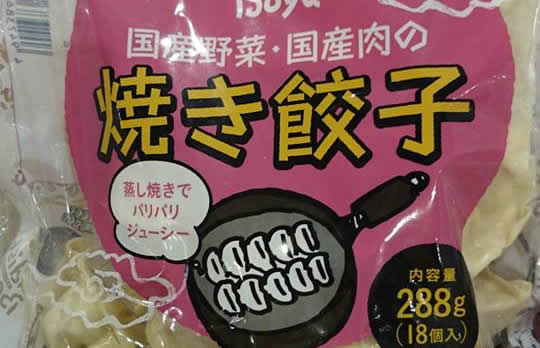 国産野菜・国産肉の
焼き餃子
蒸し焼きで
パリパリ
ジューシー
内容量
288g
(18個入)